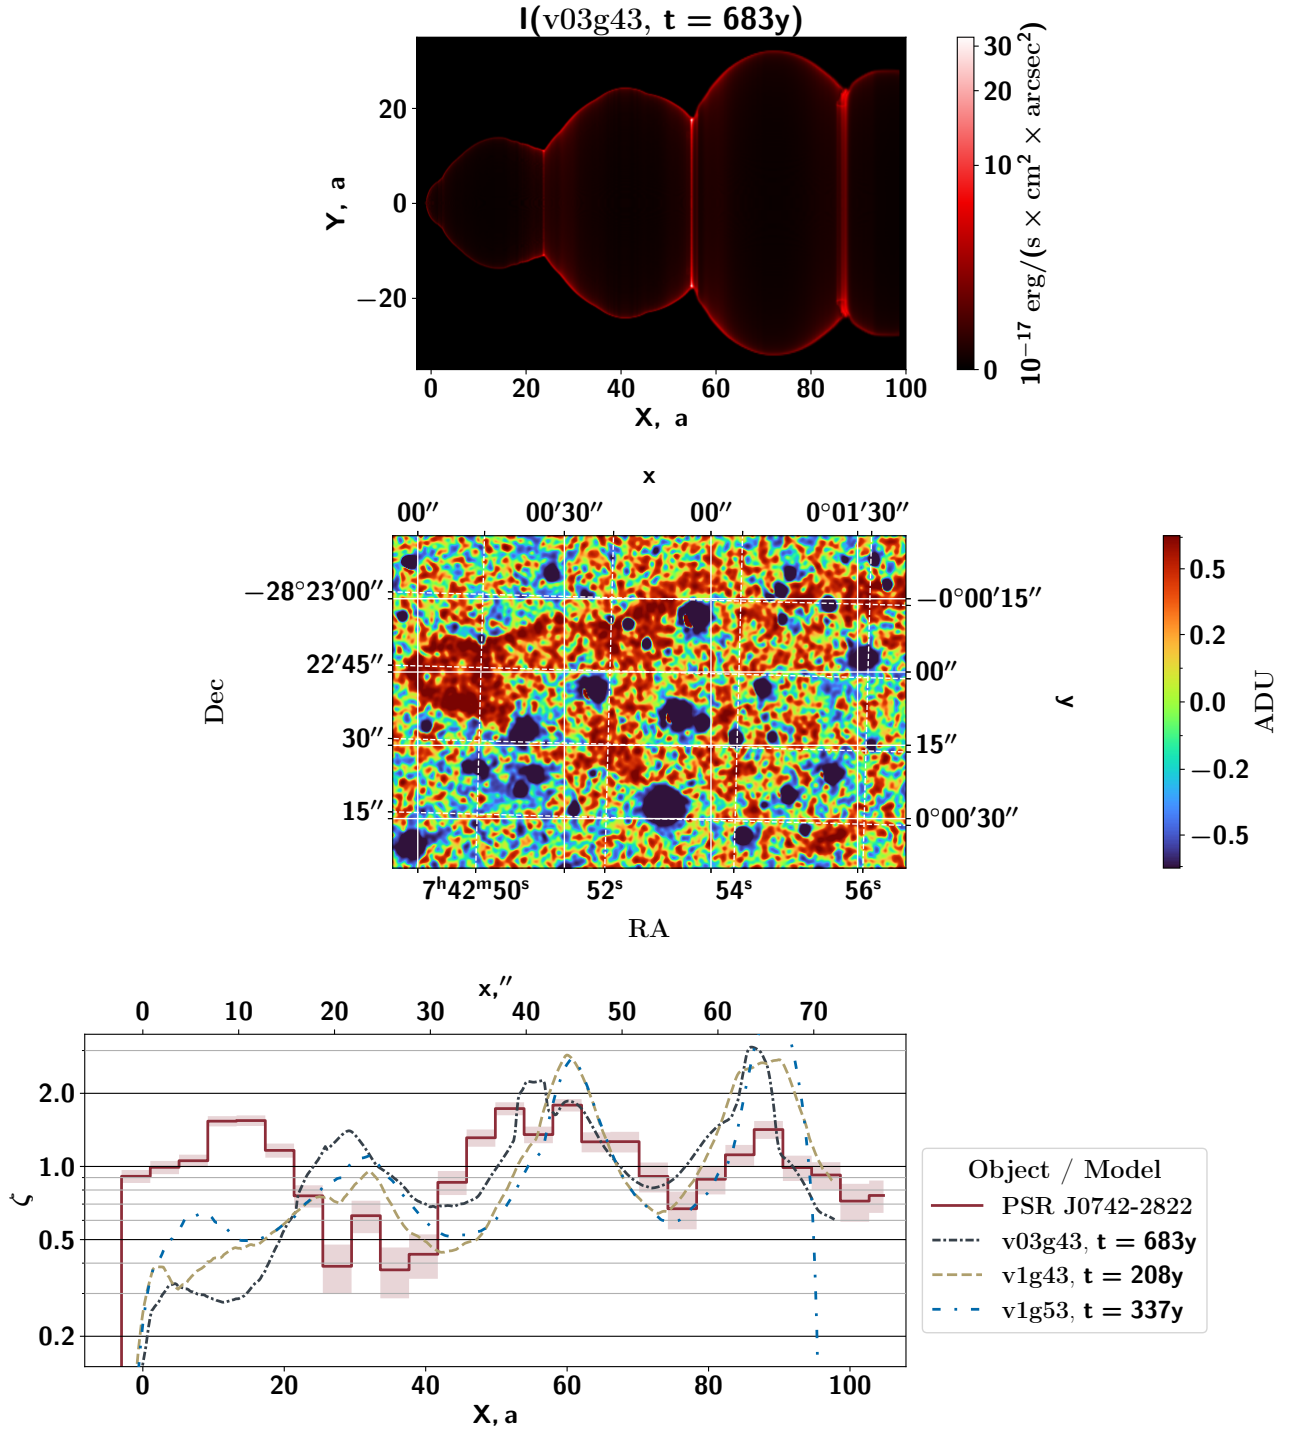 I(v03g43, t = 683y)
20
0
−20
Y, a
0 20 40 60 80 100
X, a
30
20
10
0
10⁻¹⁷ erg/(s × cm² × arcsec²)
x
00″ 00′30″ 00″ 0°01′30″
−28°23′00″
22′45″
30″
15″
Dec
−0°00′15″
00″
15″
0°00′30″
y
7ʰ42ᵐ50ˢ 52ˢ 54ˢ 56ˢ
RA
0.5
0.2
0.0
−0.2
−0.5
ADU
x,″
0 10 20 30 40 50 60 70
2.0
1.0
0.5
0.2
ζ
0 20 40 60 80 100
X, a
Object / Model
PSR J0742-2822
v03g43, t = 683y
v1g43, t = 208y
v1g53, t = 337y